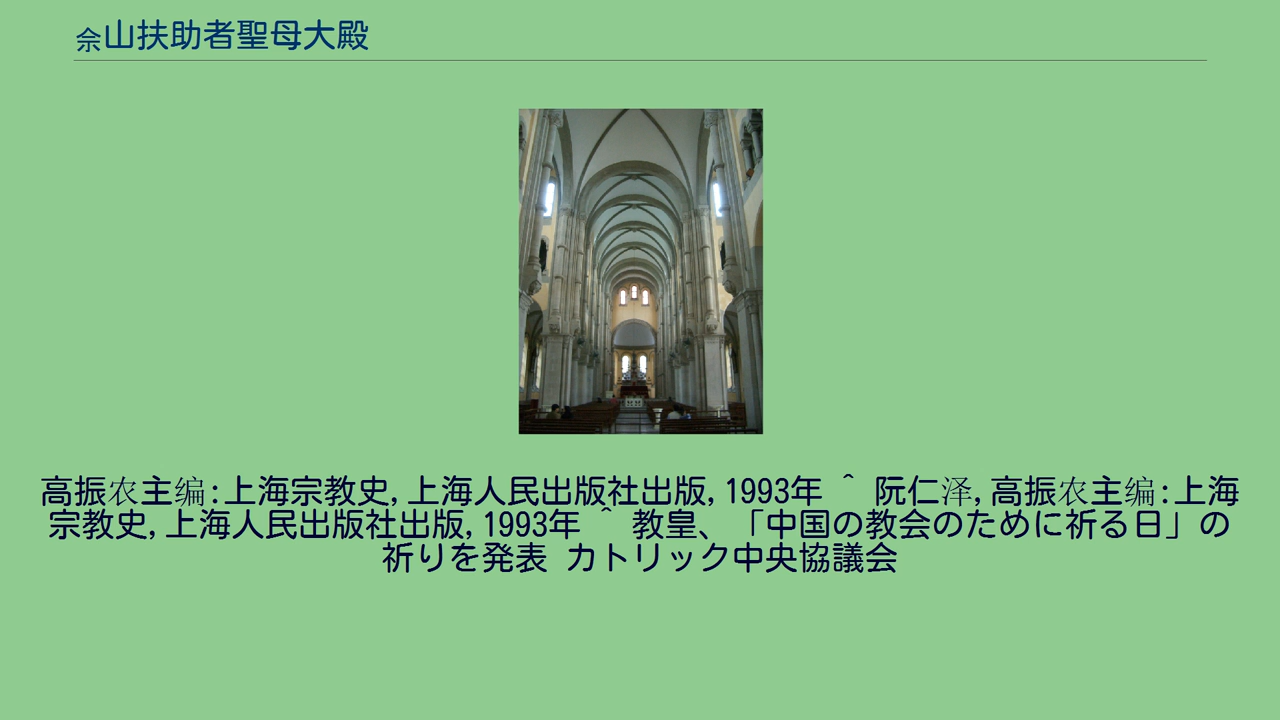 佘山扶助者聖母大殿
高振农主编:上海宗教史,上海人民出版社出版,1993年 ^ 阮仁泽,高振农主编:上海
宗教史,上海人民出版社出版,1993年 ^ 教皇、「中国の教会のために祈る日」の
祈りを発表 カトリック中央協議会